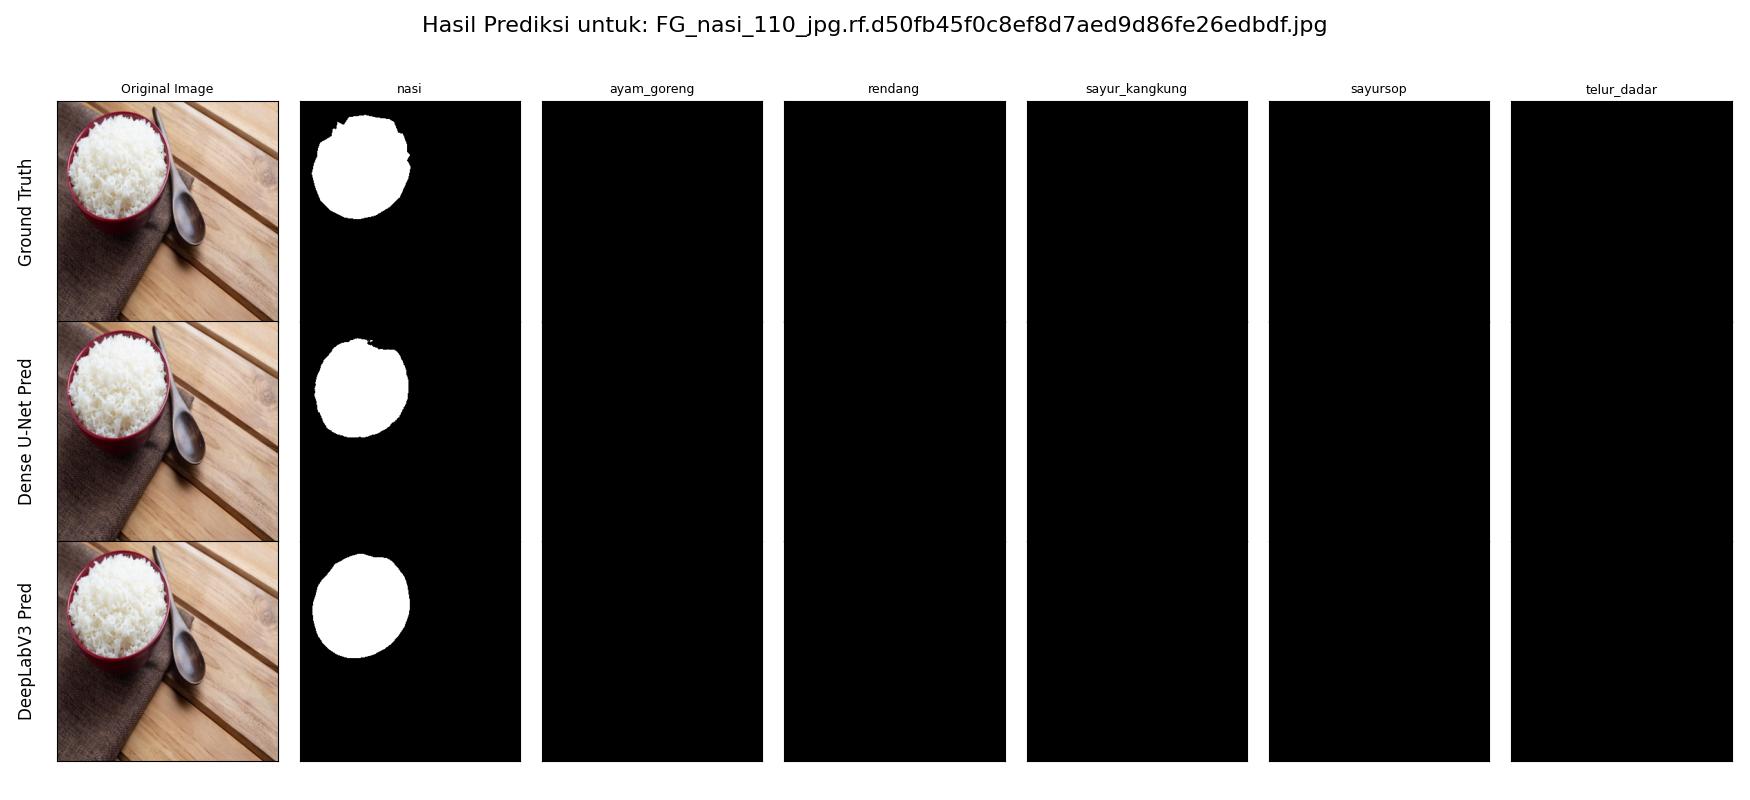 Hasil Prediksi untuk: FG_nasi_110_jpg.rf.d50fb45f0c8ef8d7aed9d86fe26edbdf.jpg
Original Image
nasi
ayam_goreng
rendang
sayur_kangkung
sayursop
telur_dadar
Ground Truth
Dense U-Net Pred
DeepLabV3 Pred